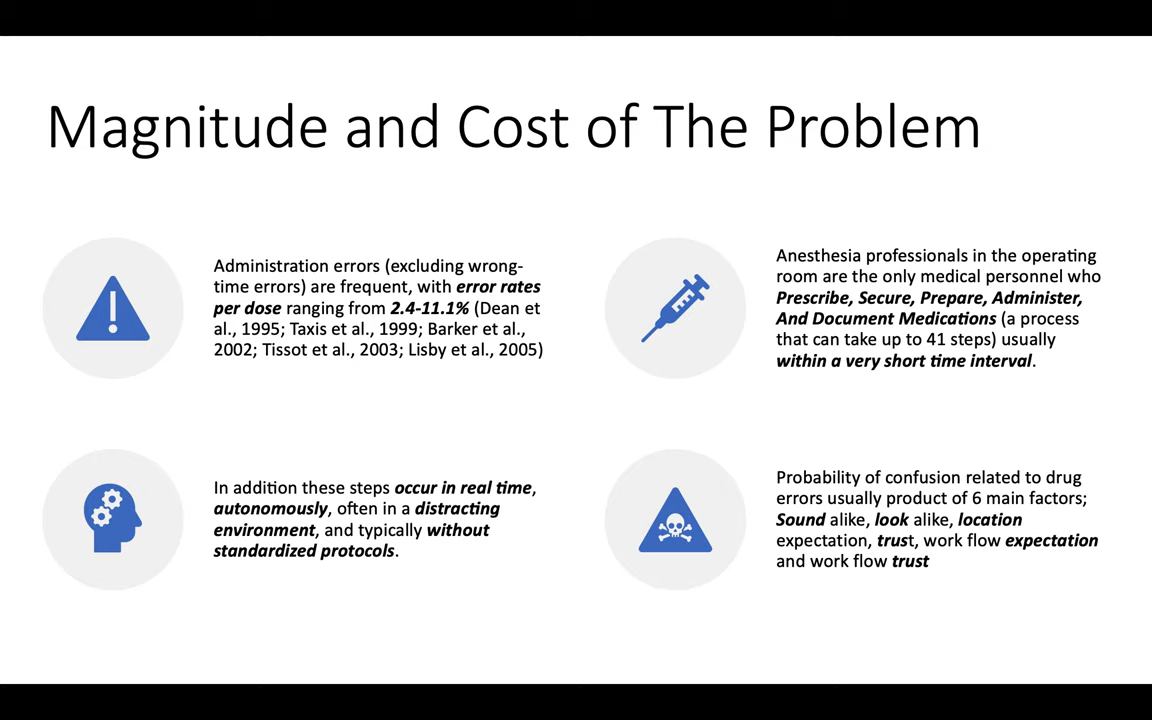 Magnitude and Cost of The Problem
Administration errors (excluding wrong-
time errors) are frequent, with error rates
per dose ranging from 2.4-11.1% (Dean et
al., 1995; Taxis et al., 1999; Barker et al.,
2002; Tissot et al., 2003; Lisby et al., 2005)
Anesthesia professionals in the operating
room are the only medical personnel who
Prescribe, Secure, Prepare, Administer,
And Document Medications (a process
that can take up to 41 steps) usually
within a very short time interval.
In addition these steps occur in real time,
autonomously, often in a distracting
environment, and typically without
standardized protocols.
Probability of confusion related to drug
errors usually product of 6 main factors;
Sound alike, look alike, location
expectation, trust, work flow expectation
and work flow trust